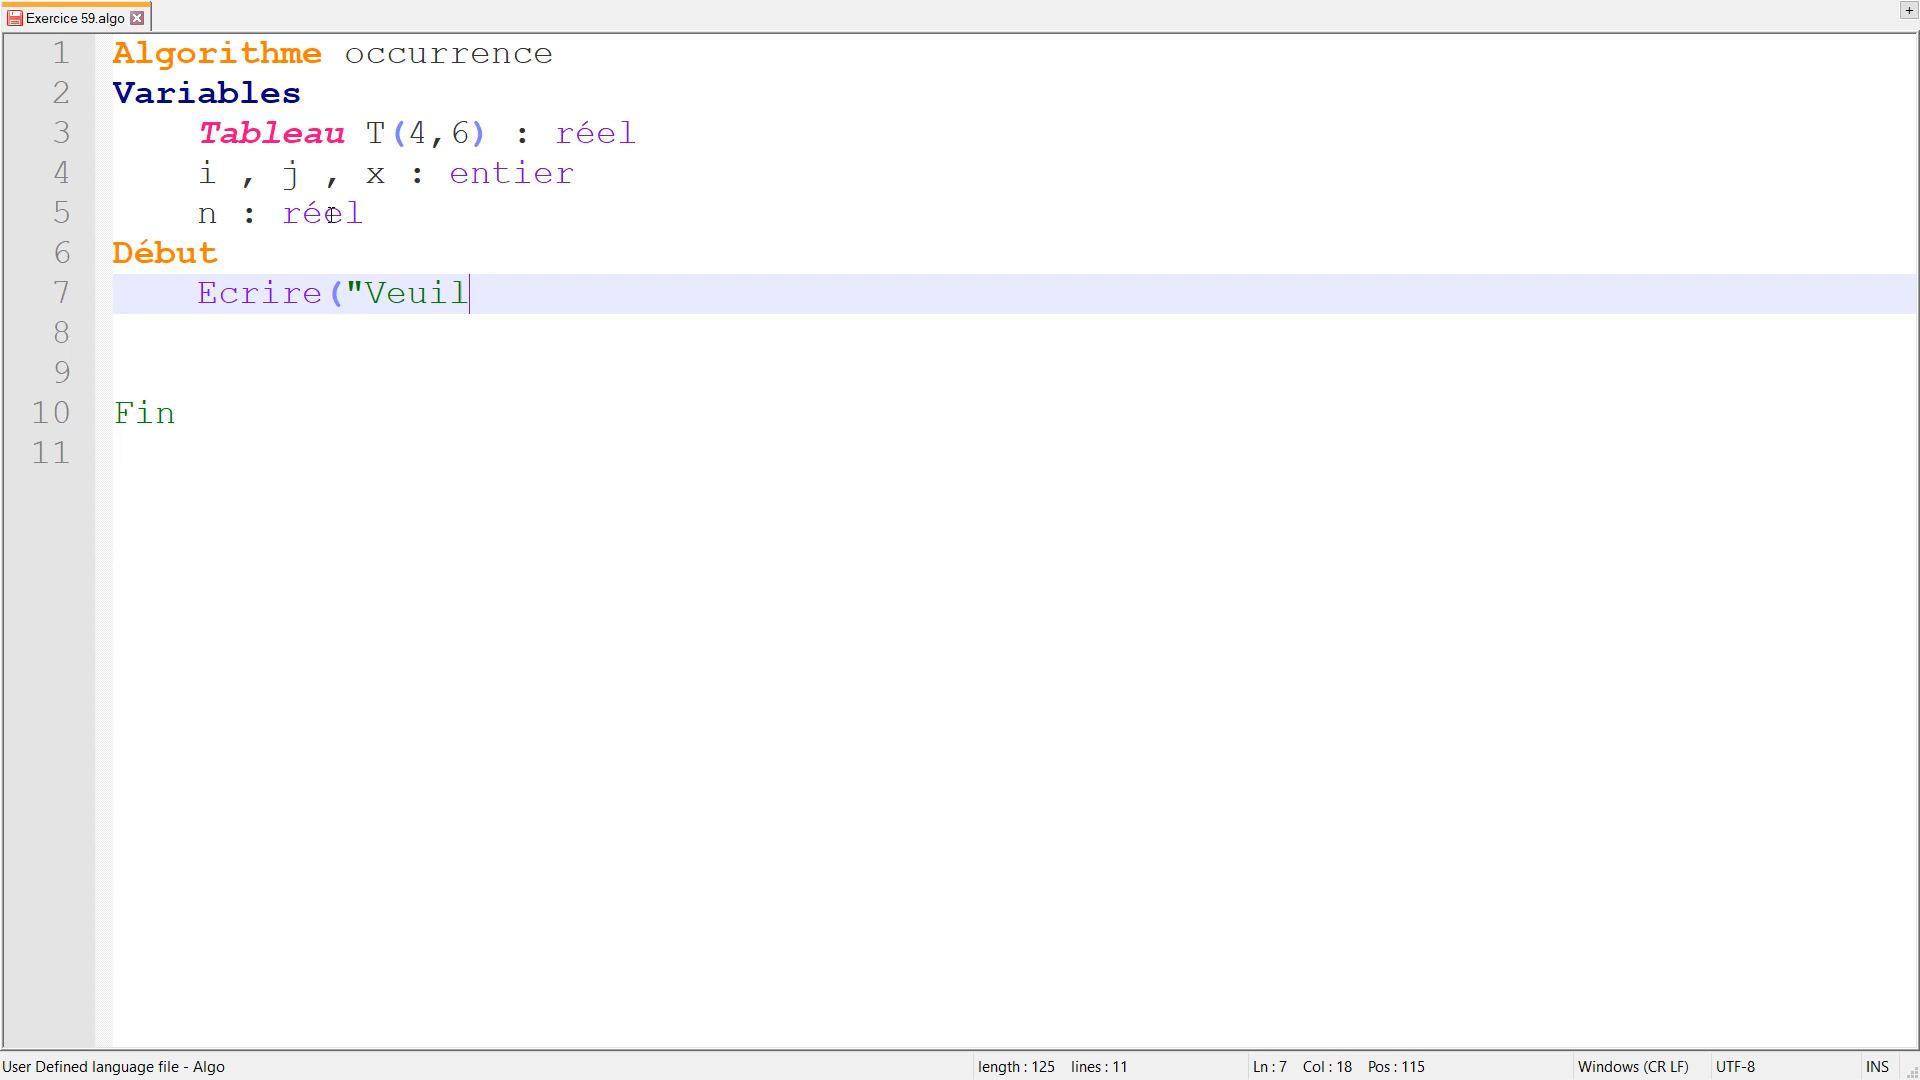 Exercice 59.algo
1 Algorithme occurrence
2 Variables
3 Tableau T(4,6) : réel
4 i , j , x : entier
5 n : réel
6 Début
7 Ecrire("Veuil
8
9
10 Fin
11
User Defined language file - Algo length : 125 lines : 11 Ln : 7 Col : 18 Pos : 115 Windows (CR LF) UTF-8 INS